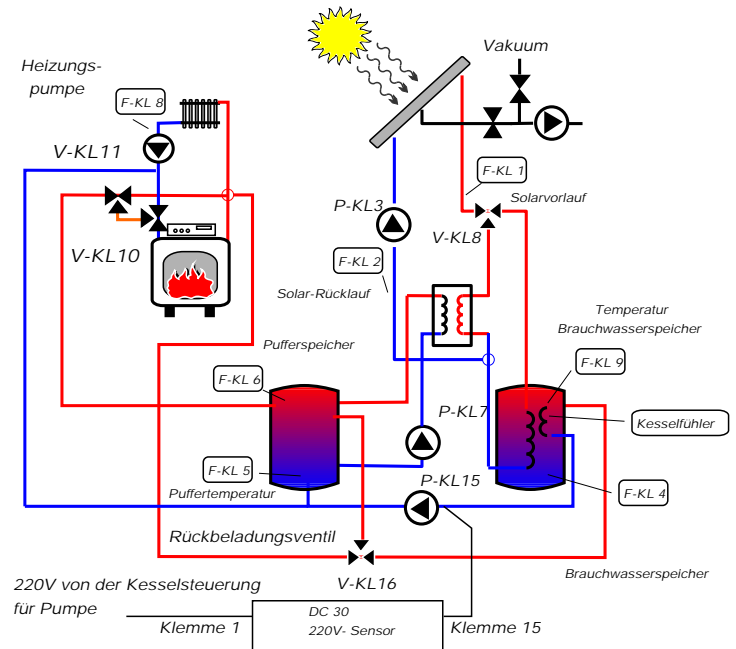 Vakuum
Heizungs-
pumpe
F-KL 8
V-KL11
F-KL 1
Solarvorlauf
P-KL3
V-KL8
V-KL10
F-KL 2
Solar-Rücklauf
Temperatur
Brauchwasserspeicher
Pufferspeicher
F-KL 9
F-KL 6
P-KL7
Kesselfühler
F-KL 5
Puffertemperatur
P-KL15
F-KL 4
Rückbeladungsventil
V-KL16
Brauchwasserspeicher
220V von der Kesselsteuerung
für Pumpe
Klemme 1
DC 30
220V- Sensor
Klemme 15